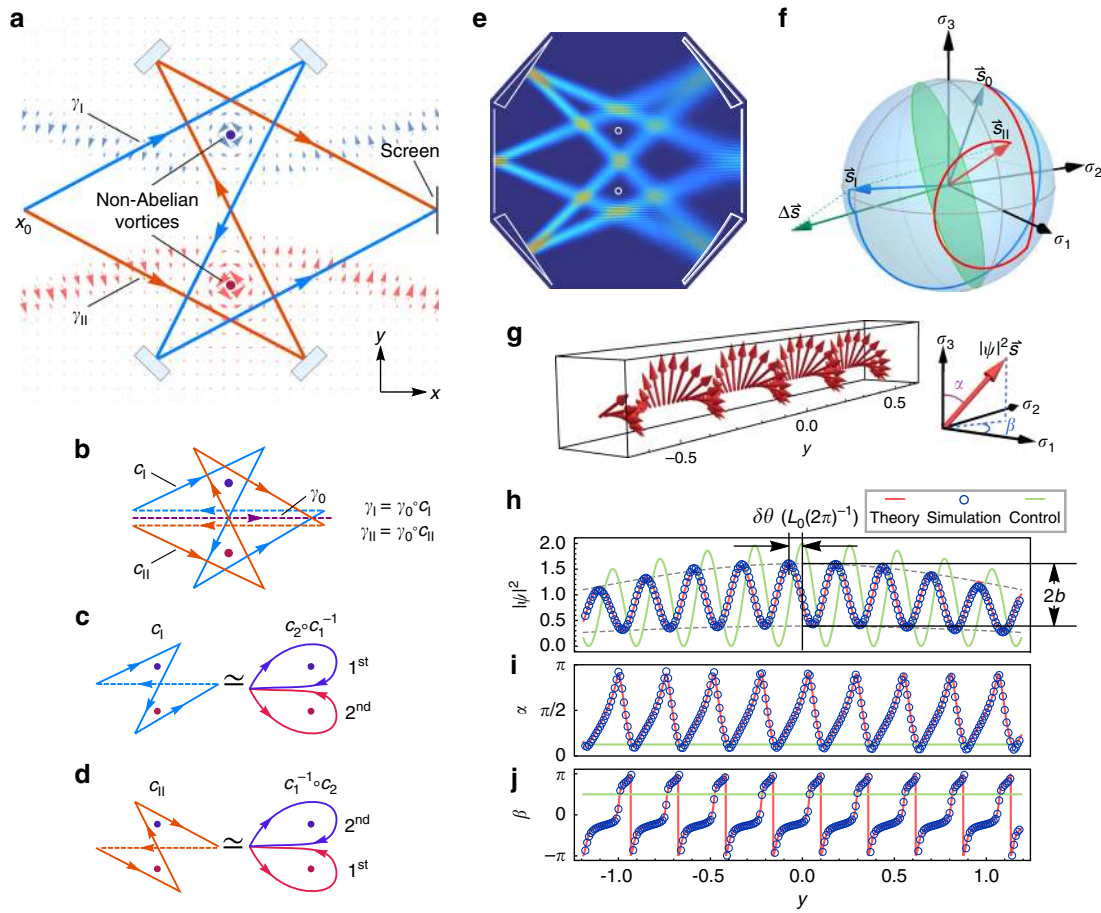 a
γI
Screen
Non-Abelian
vortices
x0
γII
y
x
b
cI
γ0
γI = γ0∘cI
γII = γ0∘cII
cII
c
cI
c2∘c1⁻¹
≃
1st
2nd
d
cII
c1⁻¹∘c2
≃
2nd
1st
e
f
σ3
s⃗0
s⃗II
s⃗I
σ2
Δs⃗
σ1
g
0.5
0.0
y
−0.5
σ3
|ψ|²s⃗
α
σ2
β
σ1
h
δθ (L0(2π)⁻¹)
Theory Simulation Control
2.0
1.5
1.0
0.5
0.0
|ψ|²
2b
i
π
π/2
0
α
j
π
0
−π
β
-1.0 -0.5 0.0 0.5 1.0
y